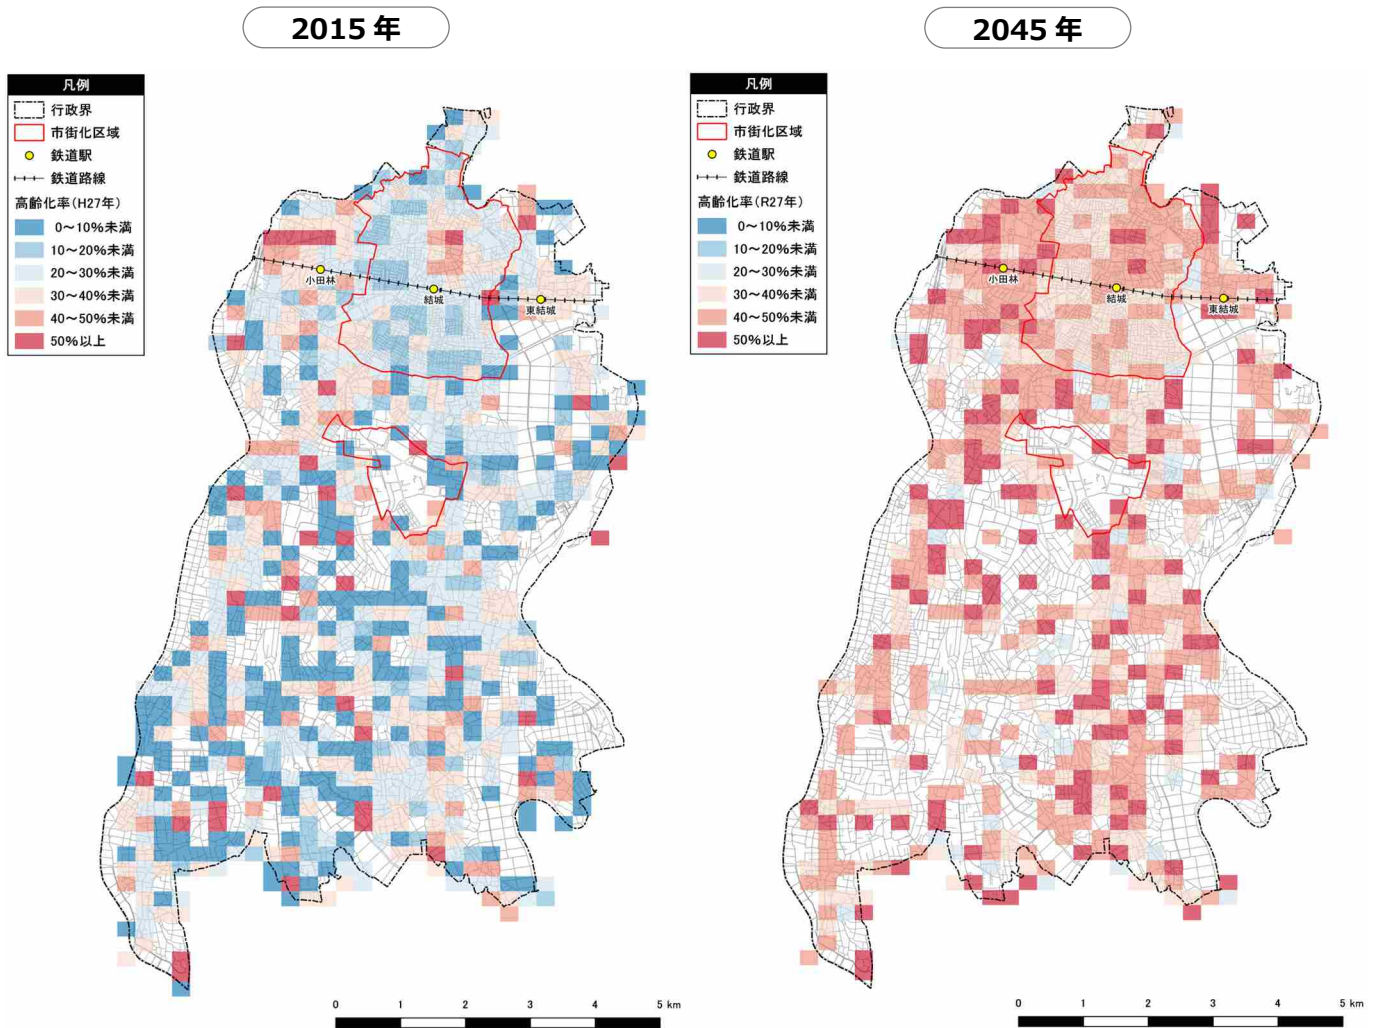 2015 年
凡例
行政界
市街化区域
鉄道駅
鉄道路線
高齢化率(H27年)
0～10%未満
10～20%未満
20～30%未満
30～40%未満
40～50%未満
50%以上
小田林
結城
東結城
0 1 2 3 4 5 km
2045 年
凡例
行政界
市街化区域
鉄道駅
鉄道路線
高齢化率(R27年)
0～10%未満
10～20%未満
20～30%未満
30～40%未満
40～50%未満
50%以上
小田林
結城
東結城
0 1 2 3 4 5 km